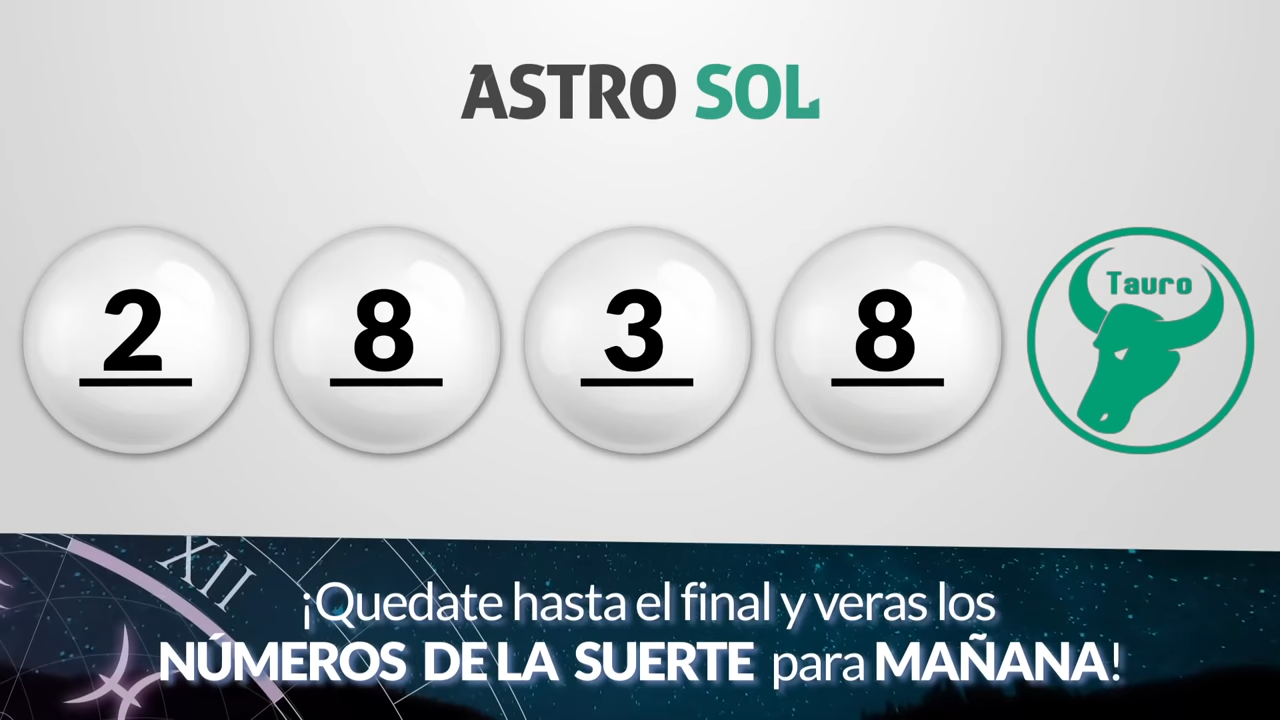 ASTRO SOL
2 8 3 8 Tauro
XII
¡Quedate hasta el final y veras los
NÚMEROS DE LA SUERTE para MAÑANA!